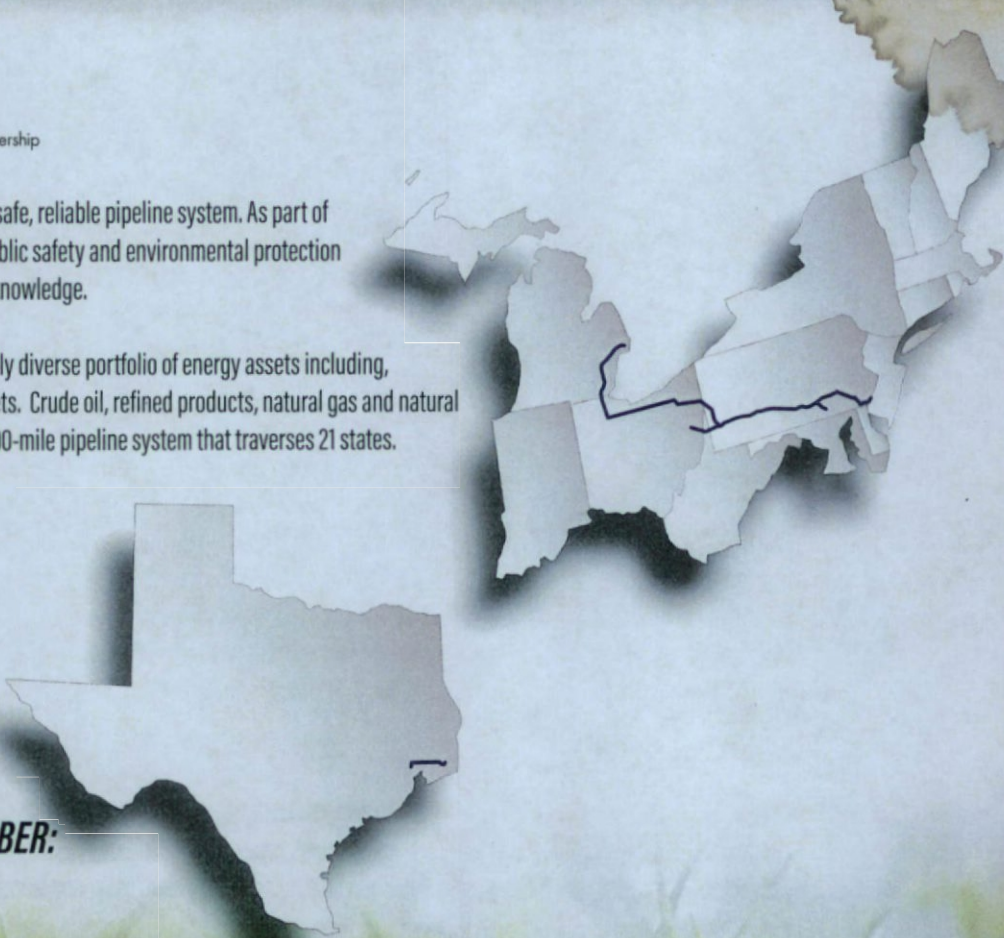 ership
safe, reliable pipeline system. As part of
blic safety and environmental protection
nowledge.
ly diverse portfolio of energy assets including,
ts. Crude oil, refined products, natural gas and natural
00-mile pipeline system that traverses 21 states.
BER: